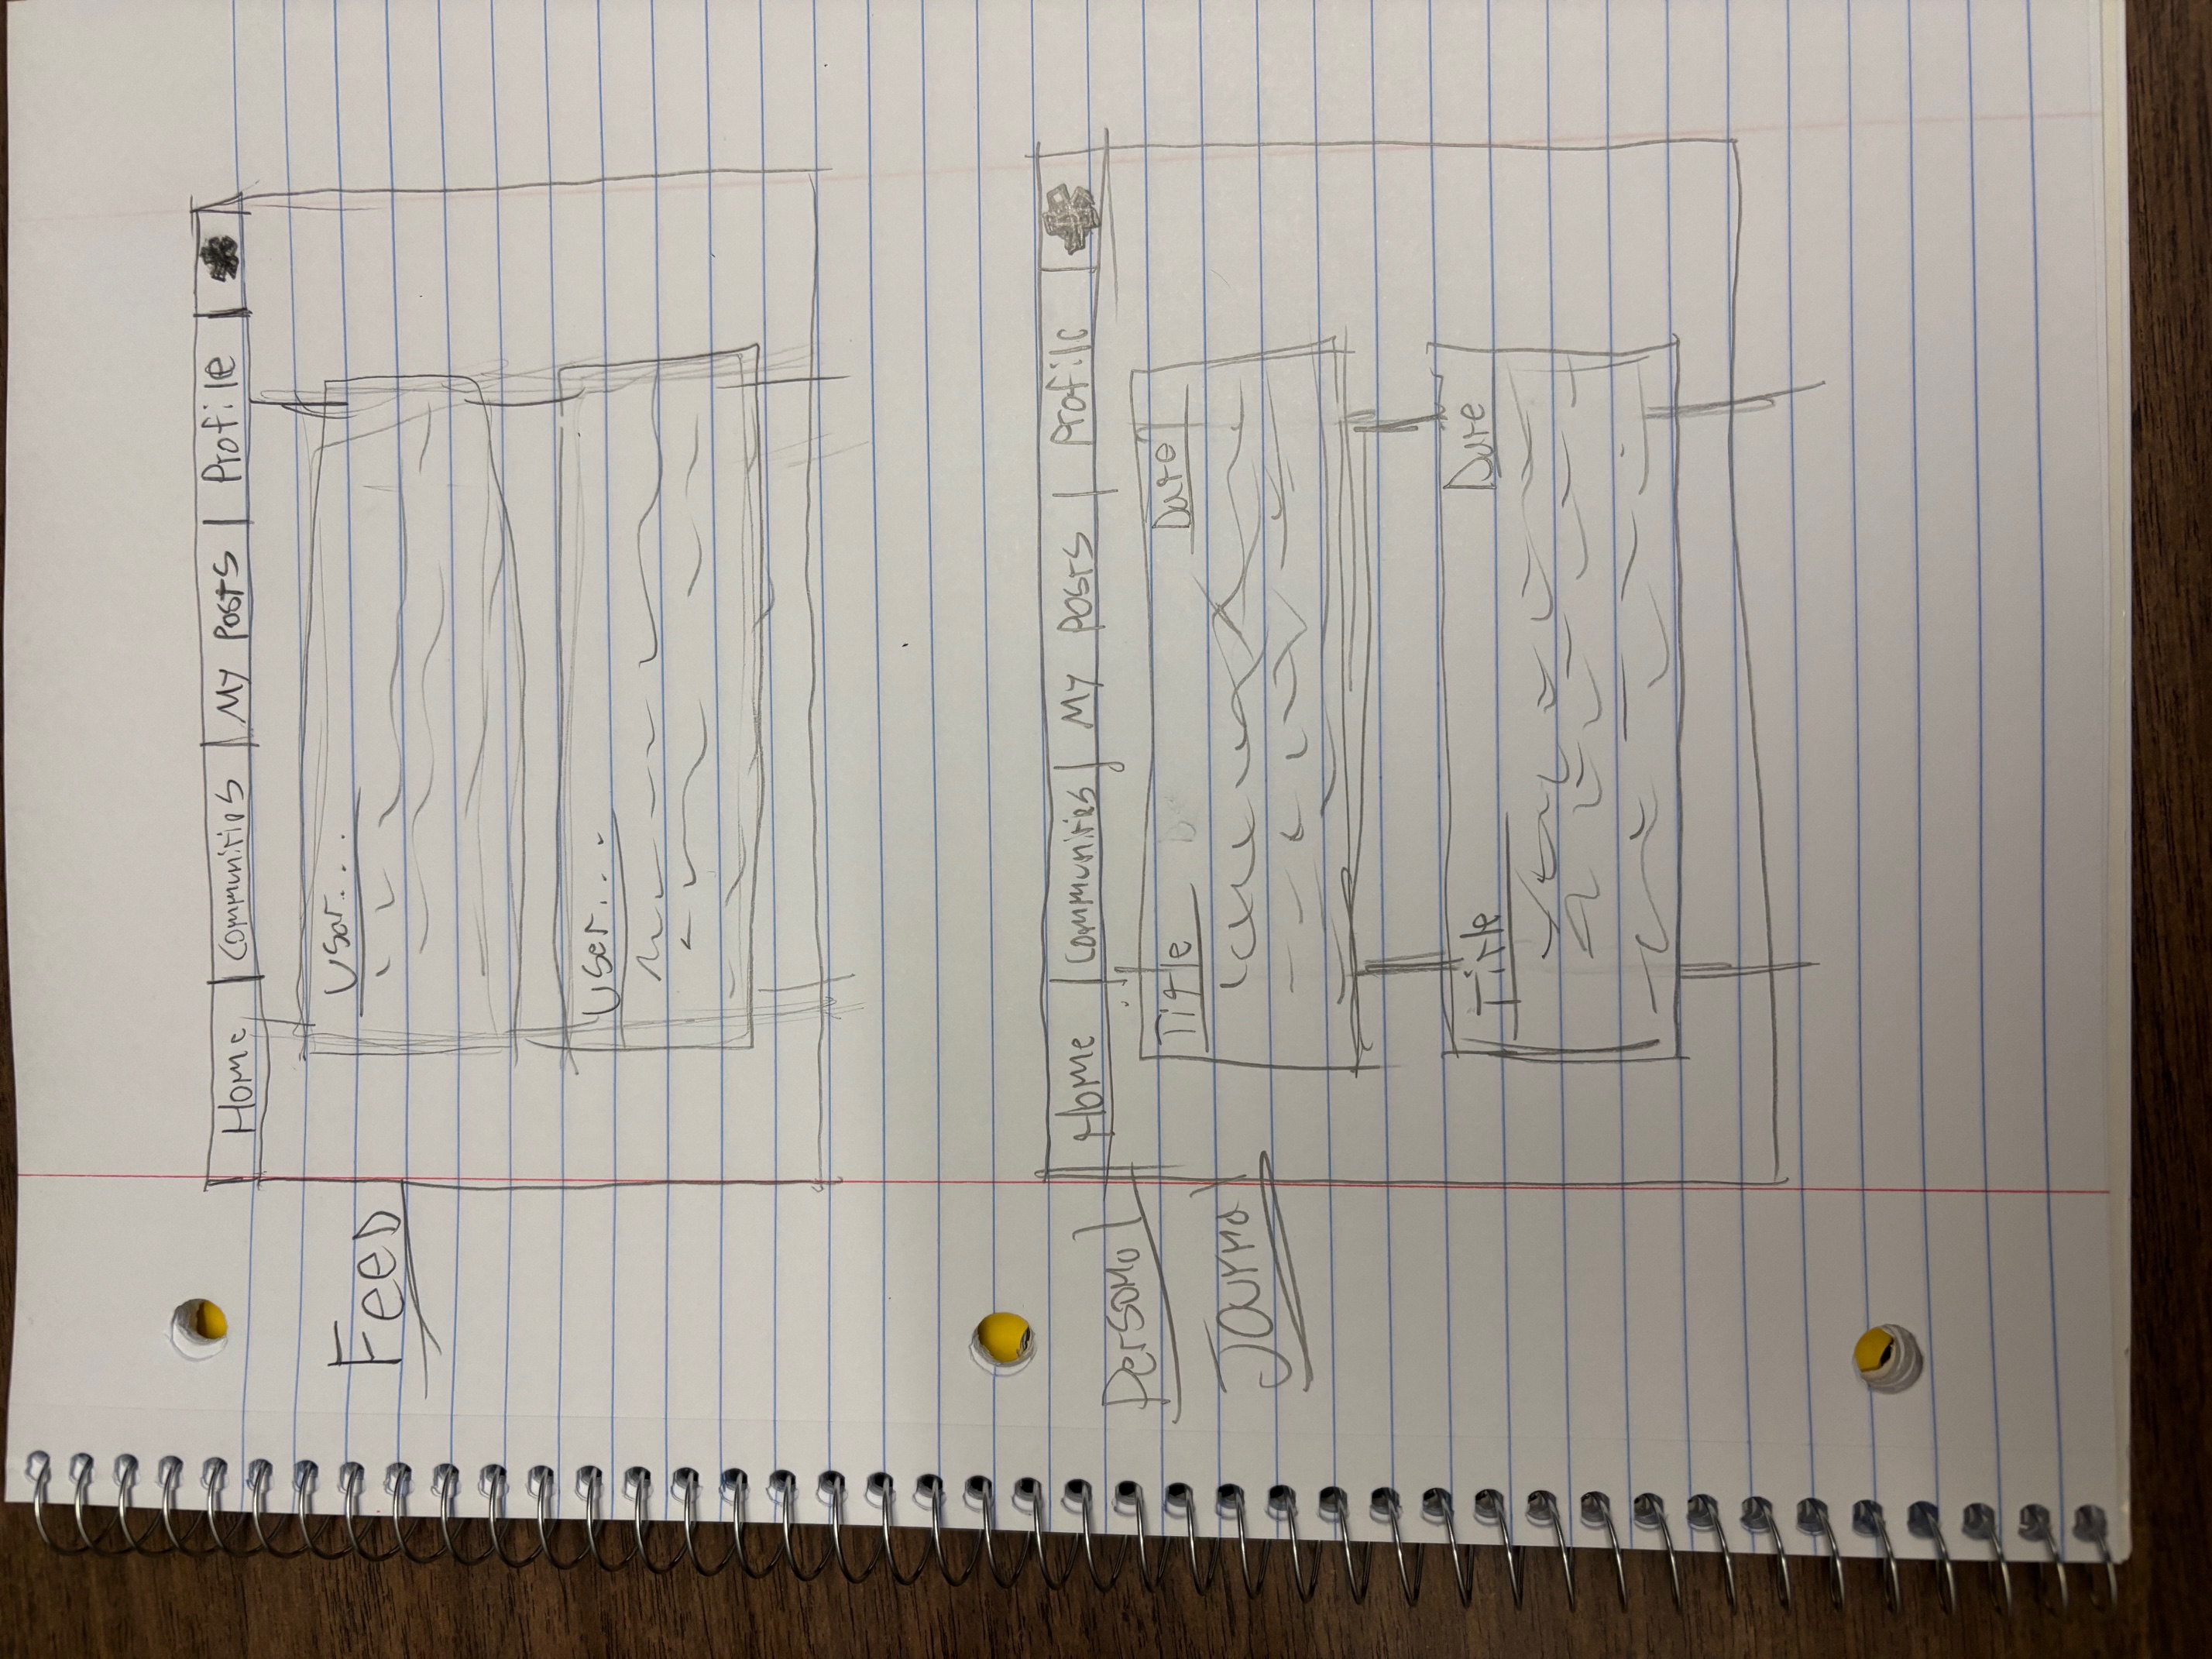 Home Communities My Posts Profile
Feed
User...
User...
Home Communities My Posts Profile
Personal
Journal
Title Date
Title Date